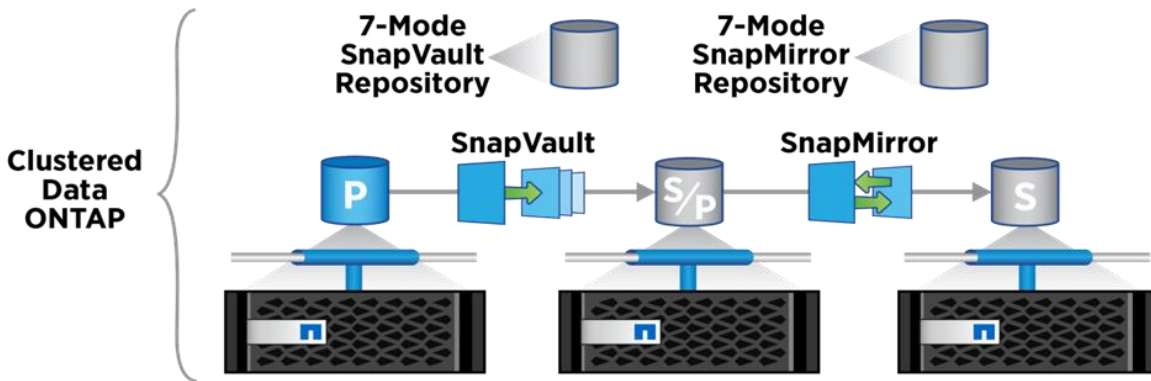 7-Mode
SnapVault
Repository
7-Mode
SnapMirror
Repository
Clustered
Data
ONTAP
SnapVault
SnapMirror
P
S/P
S